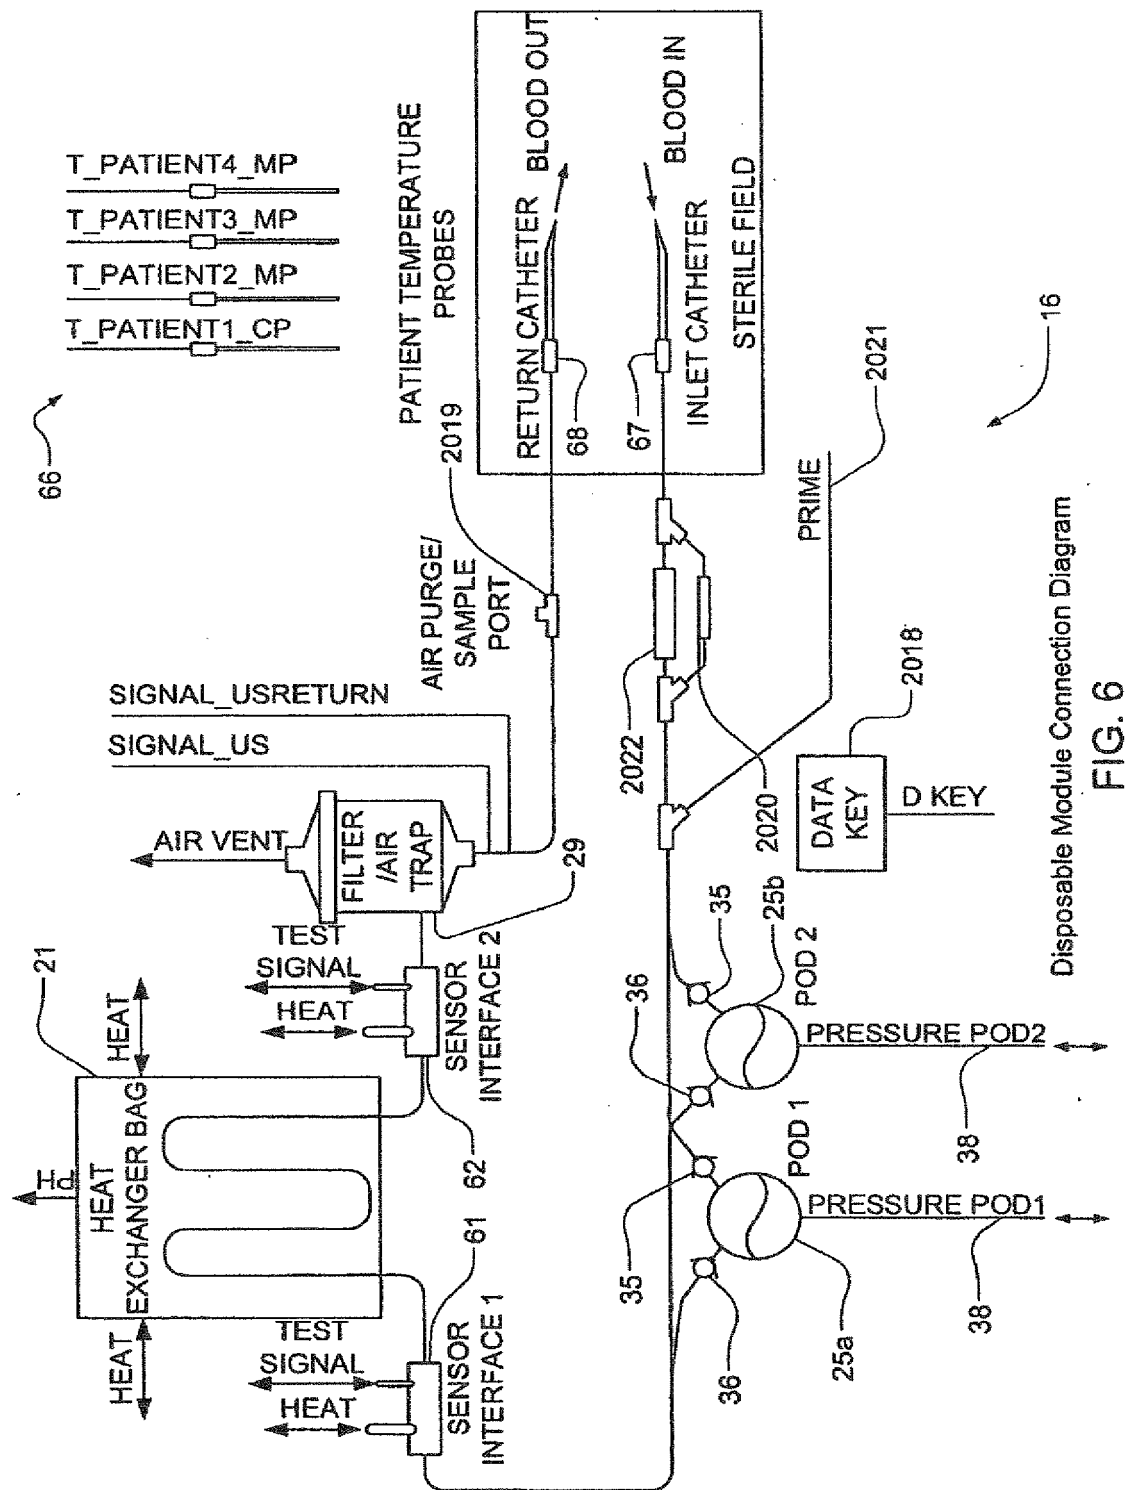 T_PATIENT4_MP
T_PATIENT3_MP
T_PATIENT2_MP
T_PATIENT1_CP
66
PATIENT TEMPERATURE
PROBES
BLOOD OUT
RETURN CATHETER
68
BLOOD IN
67
INLET CATHETER
STERILE FIELD
2019
AIR PURGE/
SAMPLE
PORT
SIGNAL_USRETURN
SIGNAL_US
AIR VENT
FILTER
/AIR
TRAP
29
21
HEAT
Hd
HEAT
EXCHANGER BAG
HEAT
TEST
SIGNAL
HEAT
SENSOR
INTERFACE 2
62
TEST
SIGNAL
HEAT
SENSOR
INTERFACE 1
61
2022
2020
PRIME
2021
16
DATA
KEY
2018
D KEY
35
36
25b
POD 2
PRESSURE POD2
38
35
36
POD 1
25a
PRESSURE POD1
38
Disposable Module Connection Diagram
FIG. 6